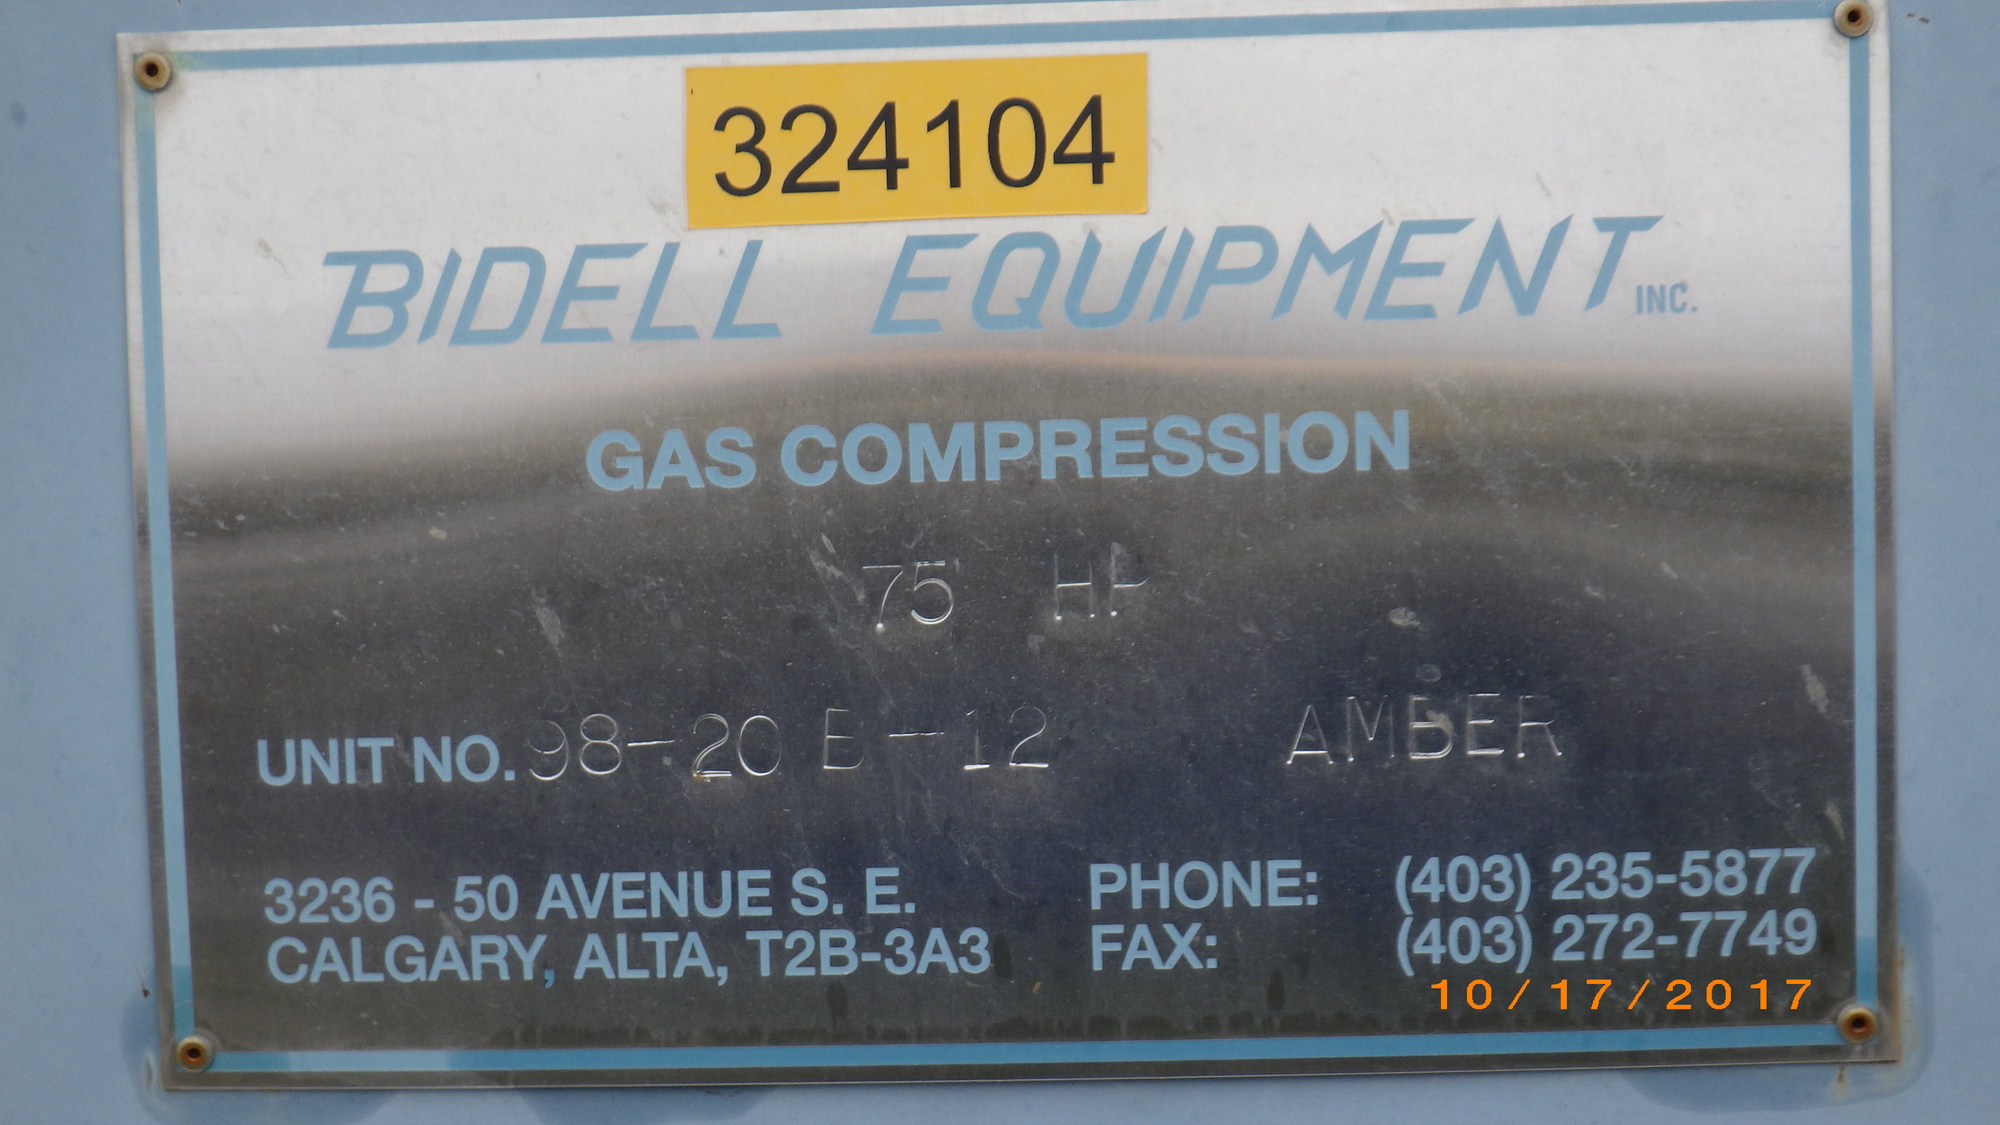 324104
BIDELL EQUIPMENT INC.
GAS COMPRESSION
75 HP
UNIT NO. 98-20 E-12 AMBER
3236 - 50 AVENUE S. E. PHONE: (403) 235-5877
CALGARY, ALTA, T2B-3A3 FAX: (403) 272-7749
10/17/2017